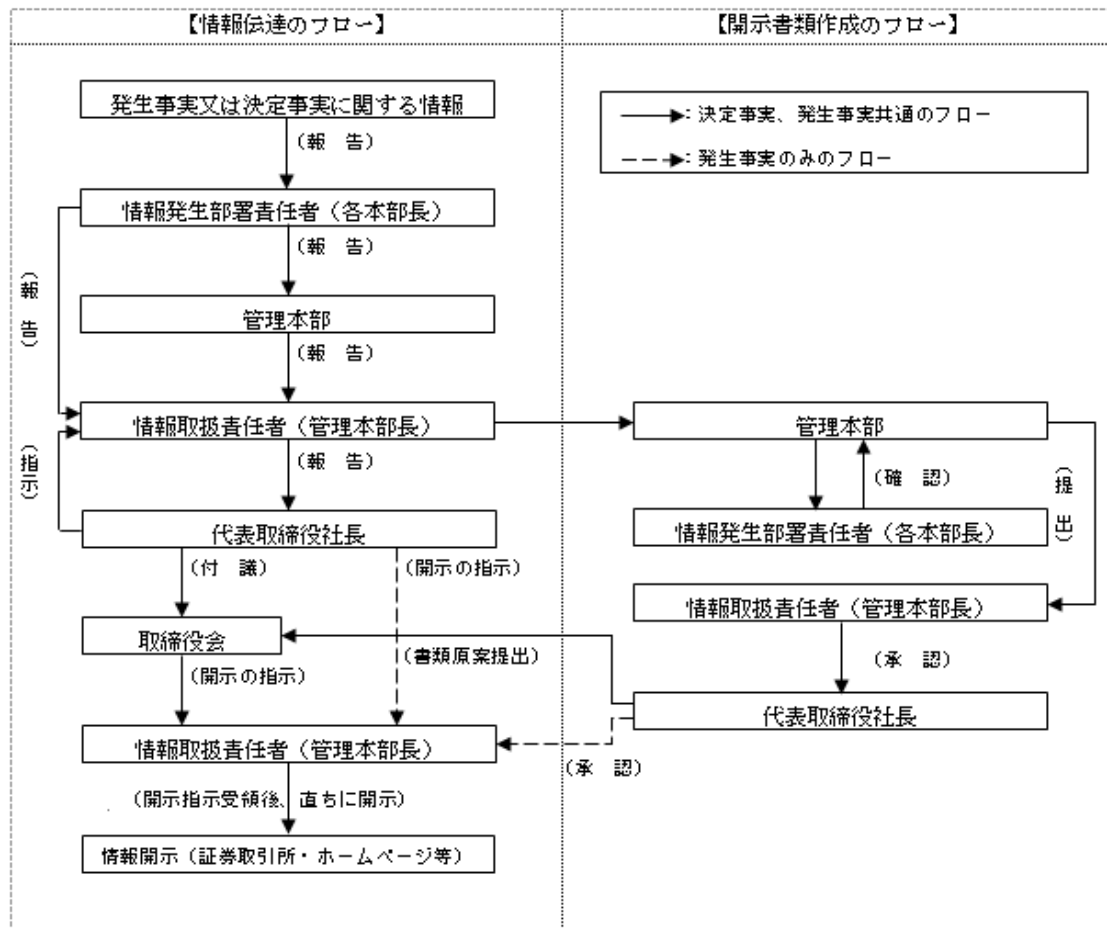 【情報伝達のフロー】
【開示書類作成のフロー】
発生事実又は決定事実に関する情報
(報 告)
情報発生部署責任者(各本部長)
(報 告)
(報 告)
管理本部
(報 告)
情報取扱責任者(管理本部長)
(報 告)
(指示)
代表取締役社長
(付 議)
(開示の指示)
取締役会
(開示の指示)
(書類原案提出)
情報取扱責任者(管理本部長)
(開示指示受領後、直ちに開示)
情報開示(証券取引所・ホームページ等)
:決定事実、発生事実共通のフロー
:発生事実のみのフロー
管理本部
(確 認)
(提 出)
情報発生部署責任者(各本部長)
情報取扱責任者(管理本部長)
(承 認)
代表取締役社長
(承 認)